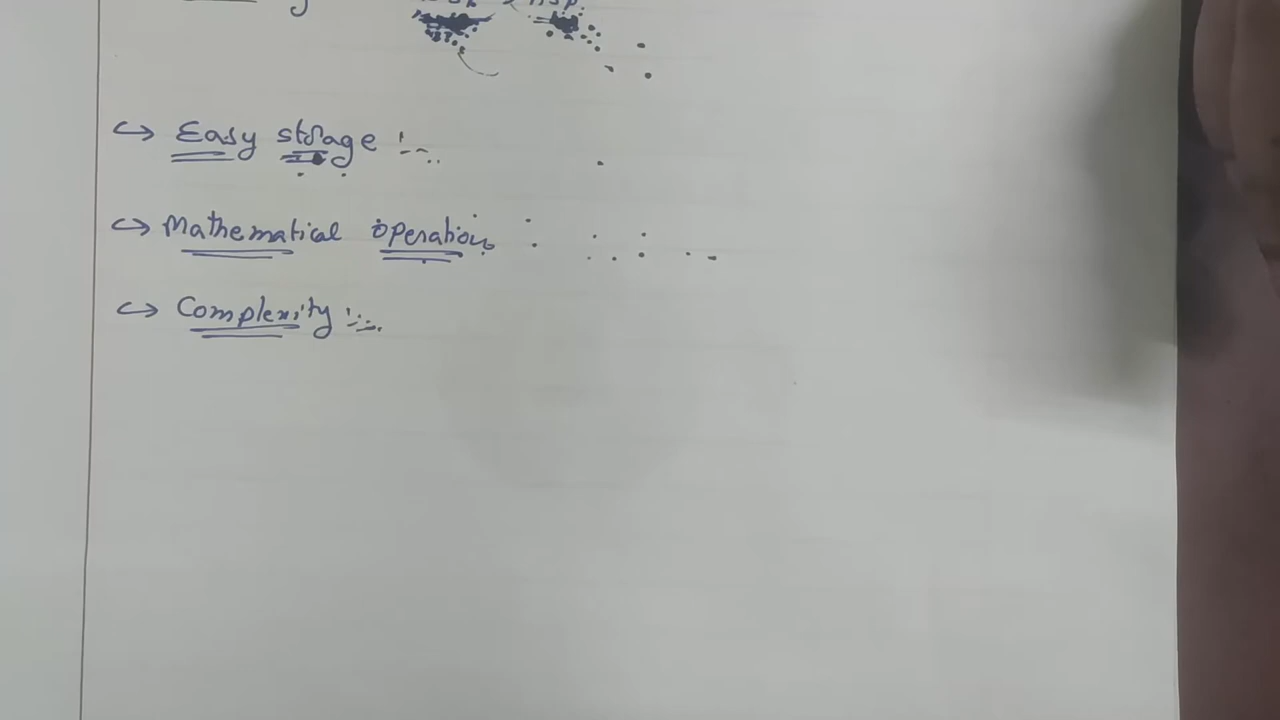 ↪ Easy storage :
↪ Mathematical operations :
↪ Complexity :